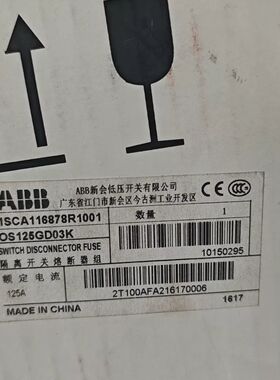 ABB
ABB新会低压开关有限公司
广东省江门市新会区今古洲工业开发区
1SCA116878R1001
OS125GD03K
数量
1
SWITCH DISCONNECTOR FUSE
隔离开关熔断器组
10150295
额定电流
125A
2T100AFA216170006
MADE IN CHINA
1617